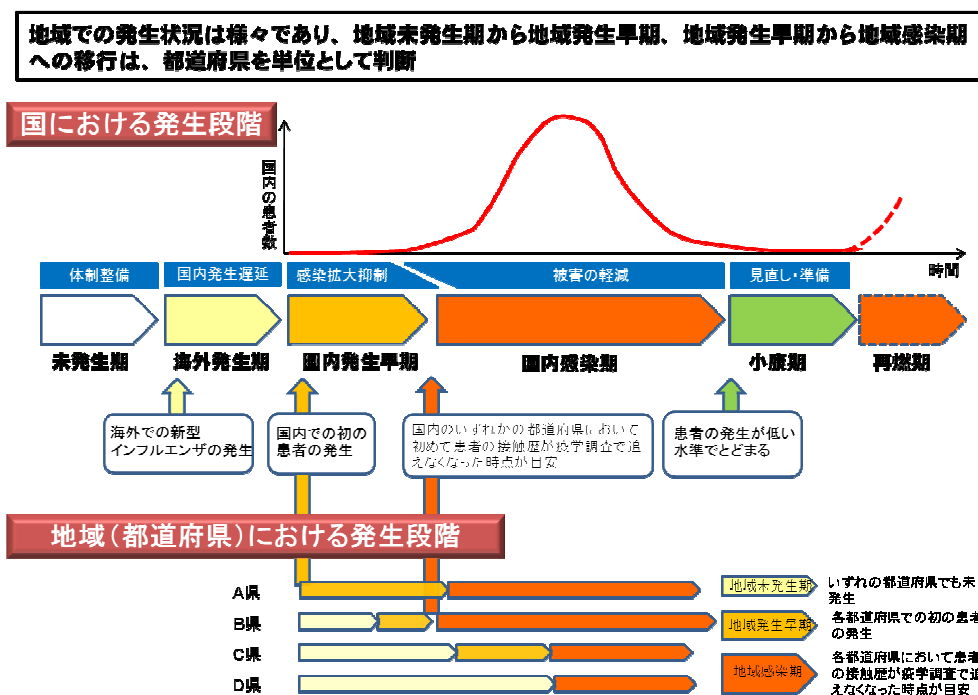 地域での発生状況は様々であり、地域未発生期から地域発生早期、地域発生早期から地域感染期
への移行は、都道府県を単位として判断
国における発生段階
国内の患者数
時間
体制整備
国内発生遅延
感染拡大抑制
被害の軽減
見直し・準備
未発生期
海外発生期
国内発生早期
国内感染期
小康期
再燃期
海外での新型
インフルエンザの発生
国内での初の
患者の発生
国内のいずれかの都道府県において
初めて患者の接触歴が疫学調査で追
えなくなった時点が目安
患者の発生が低い
水準でとどまる
地域（都道府県）における発生段階
A県
B県
C県
D県
地域未発生期
いずれの都道府県でも未
発生
地域発生早期
各都道府県での初の患者
の発生
地域感染期
各都道府県において患者
の接触歴が疫学調査で追
えなくなった時点が目安